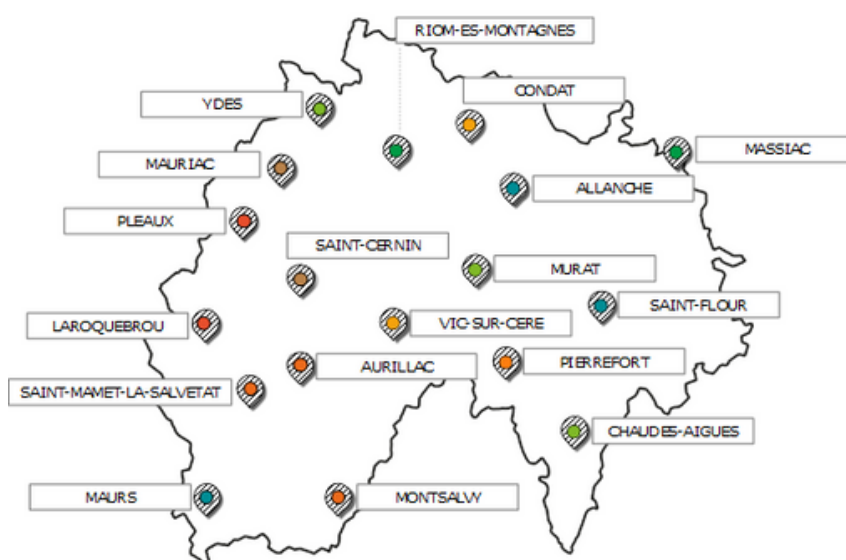 RIOM-ES-MONTAGNES
YDES
CONDAT
MAURIAC
MASSIAC
ALLANCHE
PLEAUX
SAINT-CERNIN
MURAT
SAINT-FLOUR
LAROQUEBROU
VIC-SUR-CERE
AURILLAC
PIERREFORT
SAINT-MAMET-LA-SALVETAT
CHAUDES-AIGUES
MAURS
MONTSALVY